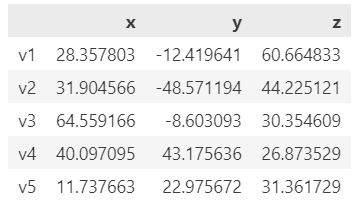 x y z
v1 28.357803 -12.419641 60.664833
v2 31.904566 -48.571194 44.225121
v3 64.559166 -8.603093 30.354609
v4 40.097095 43.175636 26.873529
v5 11.737663 22.975672 31.361729